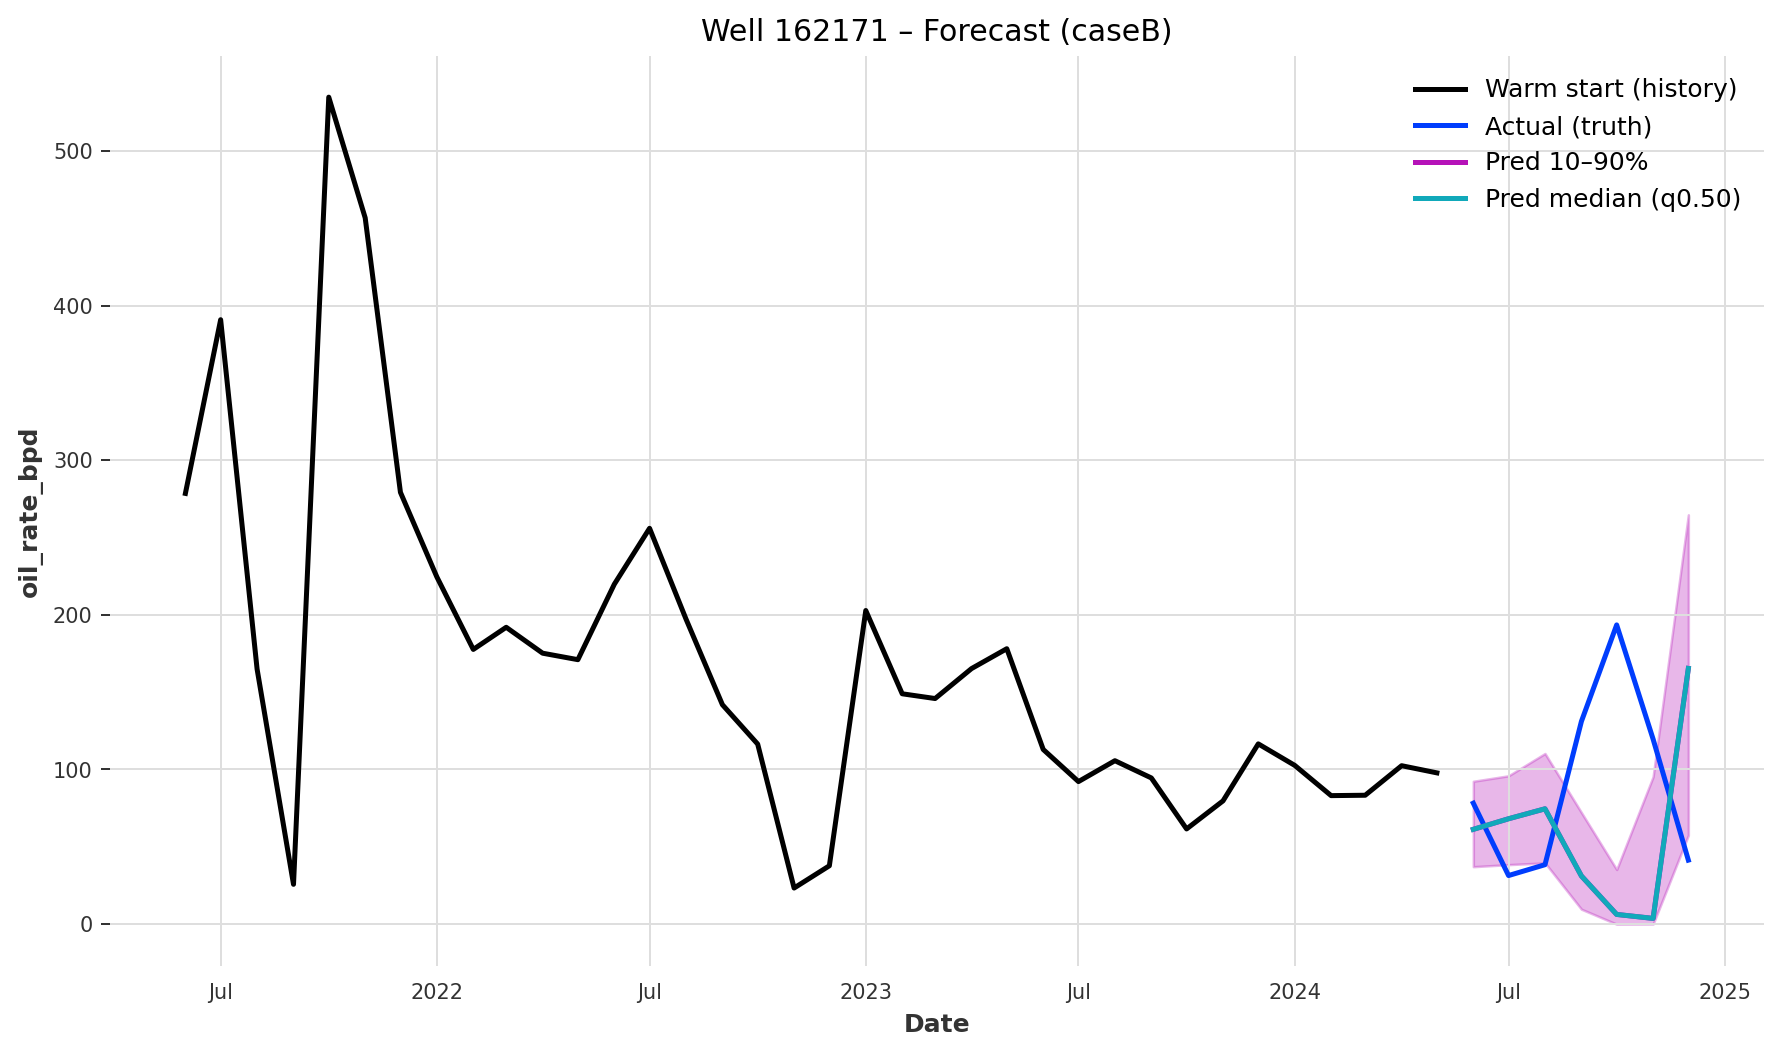 Well 162171 – Forecast (caseB)
Warm start (history)
Actual (truth)
Pred 10–90%
Pred median (q0.50)
oil_rate_bpd
500
400
300
200
100
0
Jul 2022 Jul 2023 Jul 2024 Jul 2025
Date